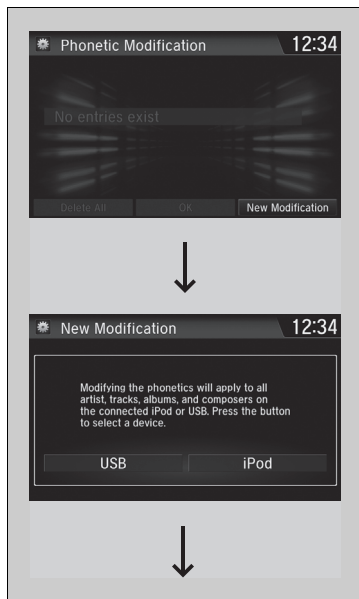 Phonetic Modification 12:34
No entries exist
Delete All OK New Modification
New Modification 12:34
Modifying the phonetics will apply to all
artist, tracks, albums, and composers on
the connected iPod or USB. Press the button
to select a device.
USB iPod